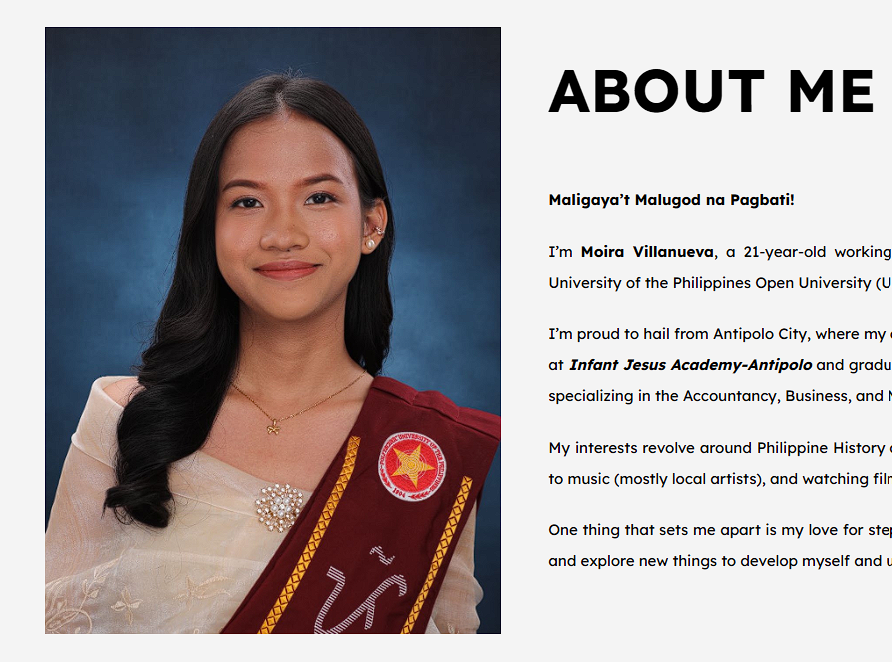 ABOUT ME
Maligaya’t Malugod na Pagbati!
I’m Moira Villanueva, a 21-year-old working
University of the Philippines Open University (U
I’m proud to hail from Antipolo City, where my
at Infant Jesus Academy-Antipolo and gradu
specializing in the Accountancy, Business, and
My interests revolve around Philippine History
to music (mostly local artists), and watching fil
One thing that sets me apart is my love for step
and explore new things to develop myself and
1904